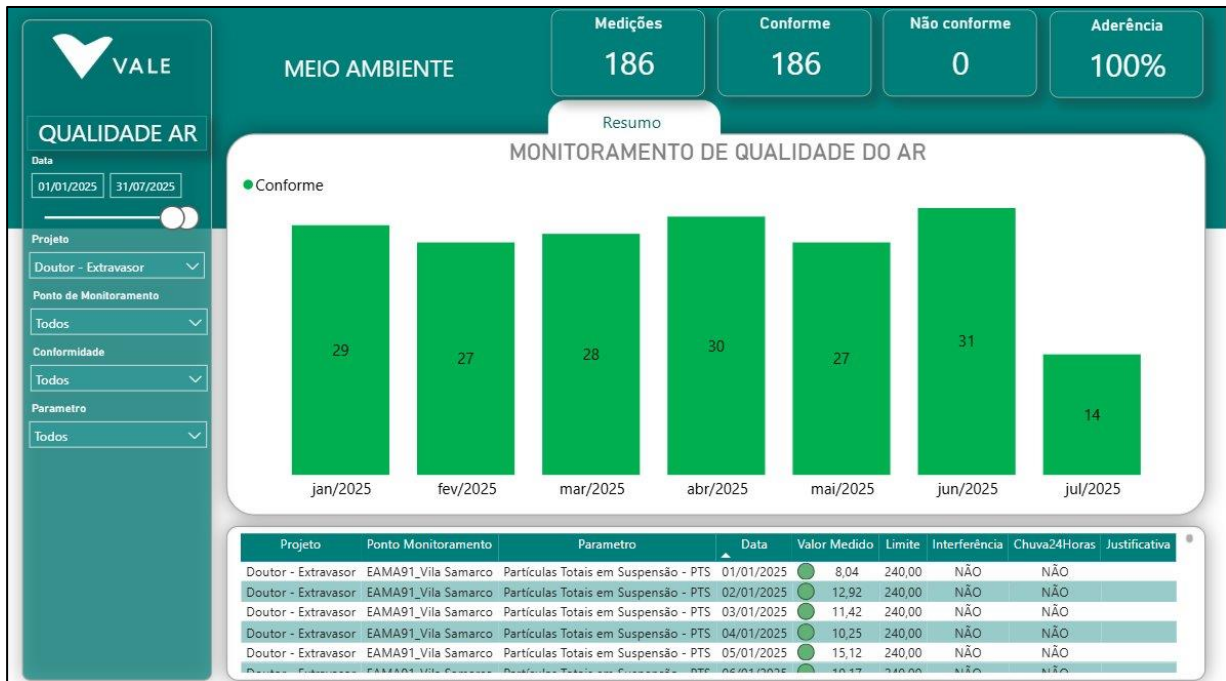 VALE
MEIO AMBIENTE
Medições
186
Conforme
186
Não conforme
0
Aderência
100%
QUALIDADE AR
Data
01/01/2025 31/07/2025
Projeto
Doutor - Extravasor
Ponto de Monitoramento
Todos
Conformidade
Todos
Parametro
Todos
Resumo
MONITORAMENTO DE QUALIDADE DO AR
Conforme
29 27 28 30 27 31 14
jan/2025 fev/2025 mar/2025 abr/2025 mai/2025 jun/2025 jul/2025
Projeto Ponto Monitoramento Parametro Data Valor Medido Limite Interferência Chuva24Horas Justificativa
Doutor - Extravasor EAMA91_Vila Samarco Partículas Totais em Suspensão - PTS 01/01/2025 8,04 240,00 NÃO NÃO
Doutor - Extravasor EAMA91_Vila Samarco Partículas Totais em Suspensão - PTS 02/01/2025 12,92 240,00 NÃO NÃO
Doutor - Extravasor EAMA91_Vila Samarco Partículas Totais em Suspensão - PTS 03/01/2025 11,42 240,00 NÃO NÃO
Doutor - Extravasor EAMA91_Vila Samarco Partículas Totais em Suspensão - PTS 04/01/2025 10,25 240,00 NÃO NÃO
Doutor - Extravasor EAMA91_Vila Samarco Partículas Totais em Suspensão - PTS 05/01/2025 15,12 240,00 NÃO NÃO